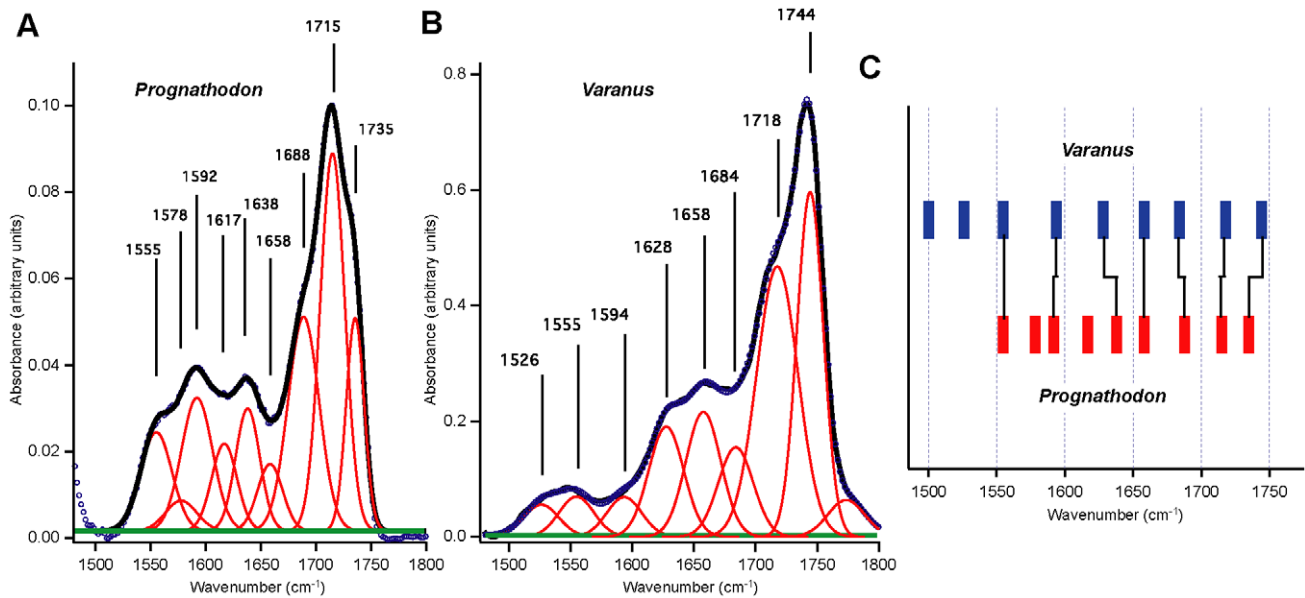 A
Prognathodon
1715
1735
1688
1592
1638
1578
1617
1658
1555
Absorbance (arbitrary units)
0.10
0.08
0.06
0.04
0.02
0.00
1500 1550 1600 1650 1700 1750 1800
Wavenumber (cm⁻¹)
B
Varanus
1744
1718
1684
1658
1628
1594
1555
1526
Absorbance (arbitrary units)
0.8
0.6
0.4
0.2
0.0
1500 1550 1600 1650 1700 1750 1800
Wavenumber (cm⁻¹)
C
Varanus
Prognathodon
1500 1550 1600 1650 1700 1750
Wavenumber (cm⁻¹)